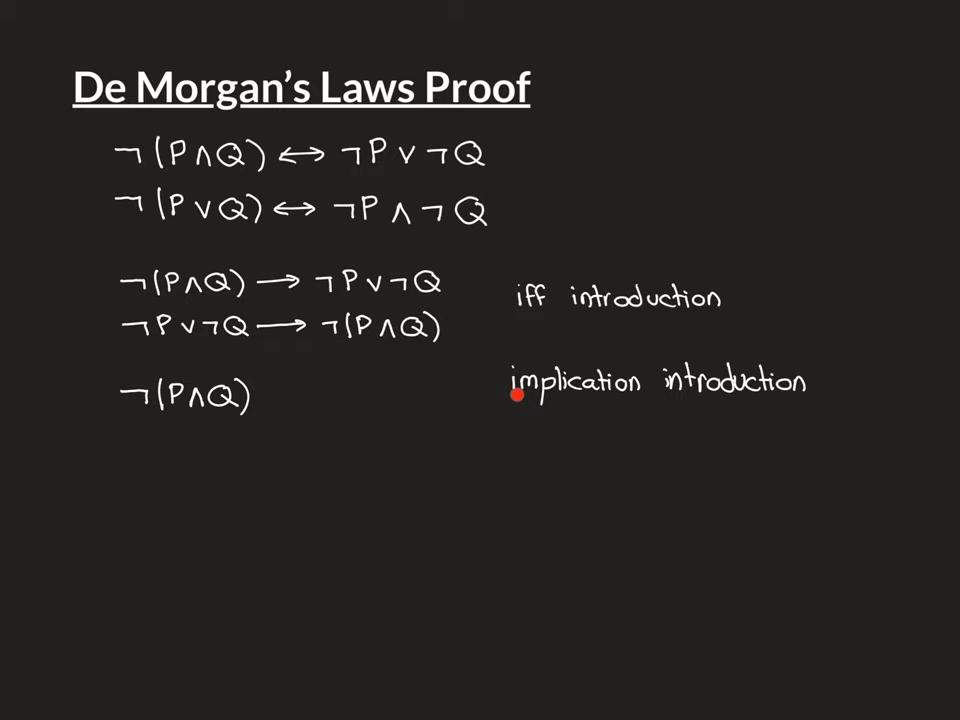 De Morgan's Laws Proof
¬(P∧Q) ↔ ¬P ∨ ¬Q
¬(P∨Q) ↔ ¬P ∧ ¬Q
¬(P∧Q) → ¬P ∨ ¬Q
iff introduction
¬P ∨ ¬Q → ¬(P∧Q)
¬(P∧Q)
implication introduction